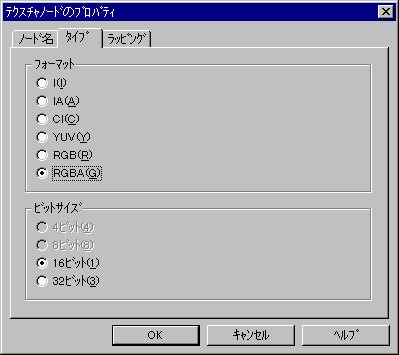 ﾃｸｽﾁｬﾉｰﾄﾞのﾌﾟﾛﾊﾟﾃｨ
ﾉｰﾄﾞ名 ﾀｲﾌﾟ ﾗｯﾋﾟﾝｸﾞ
ﾌｫｰﾏｯﾄ
I(I)
IA(A)
CI(C)
YUV(Y)
RGB(R)
RGBA(G)
ﾋﾞｯﾄｻｲｽﾞ
4ﾋﾞｯﾄ(4)
8ﾋﾞｯﾄ(8)
16ﾋﾞｯﾄ(1)
32ﾋﾞｯﾄ(3)
OK ｷｬﾝｾﾙ ﾍﾙﾌﾟ